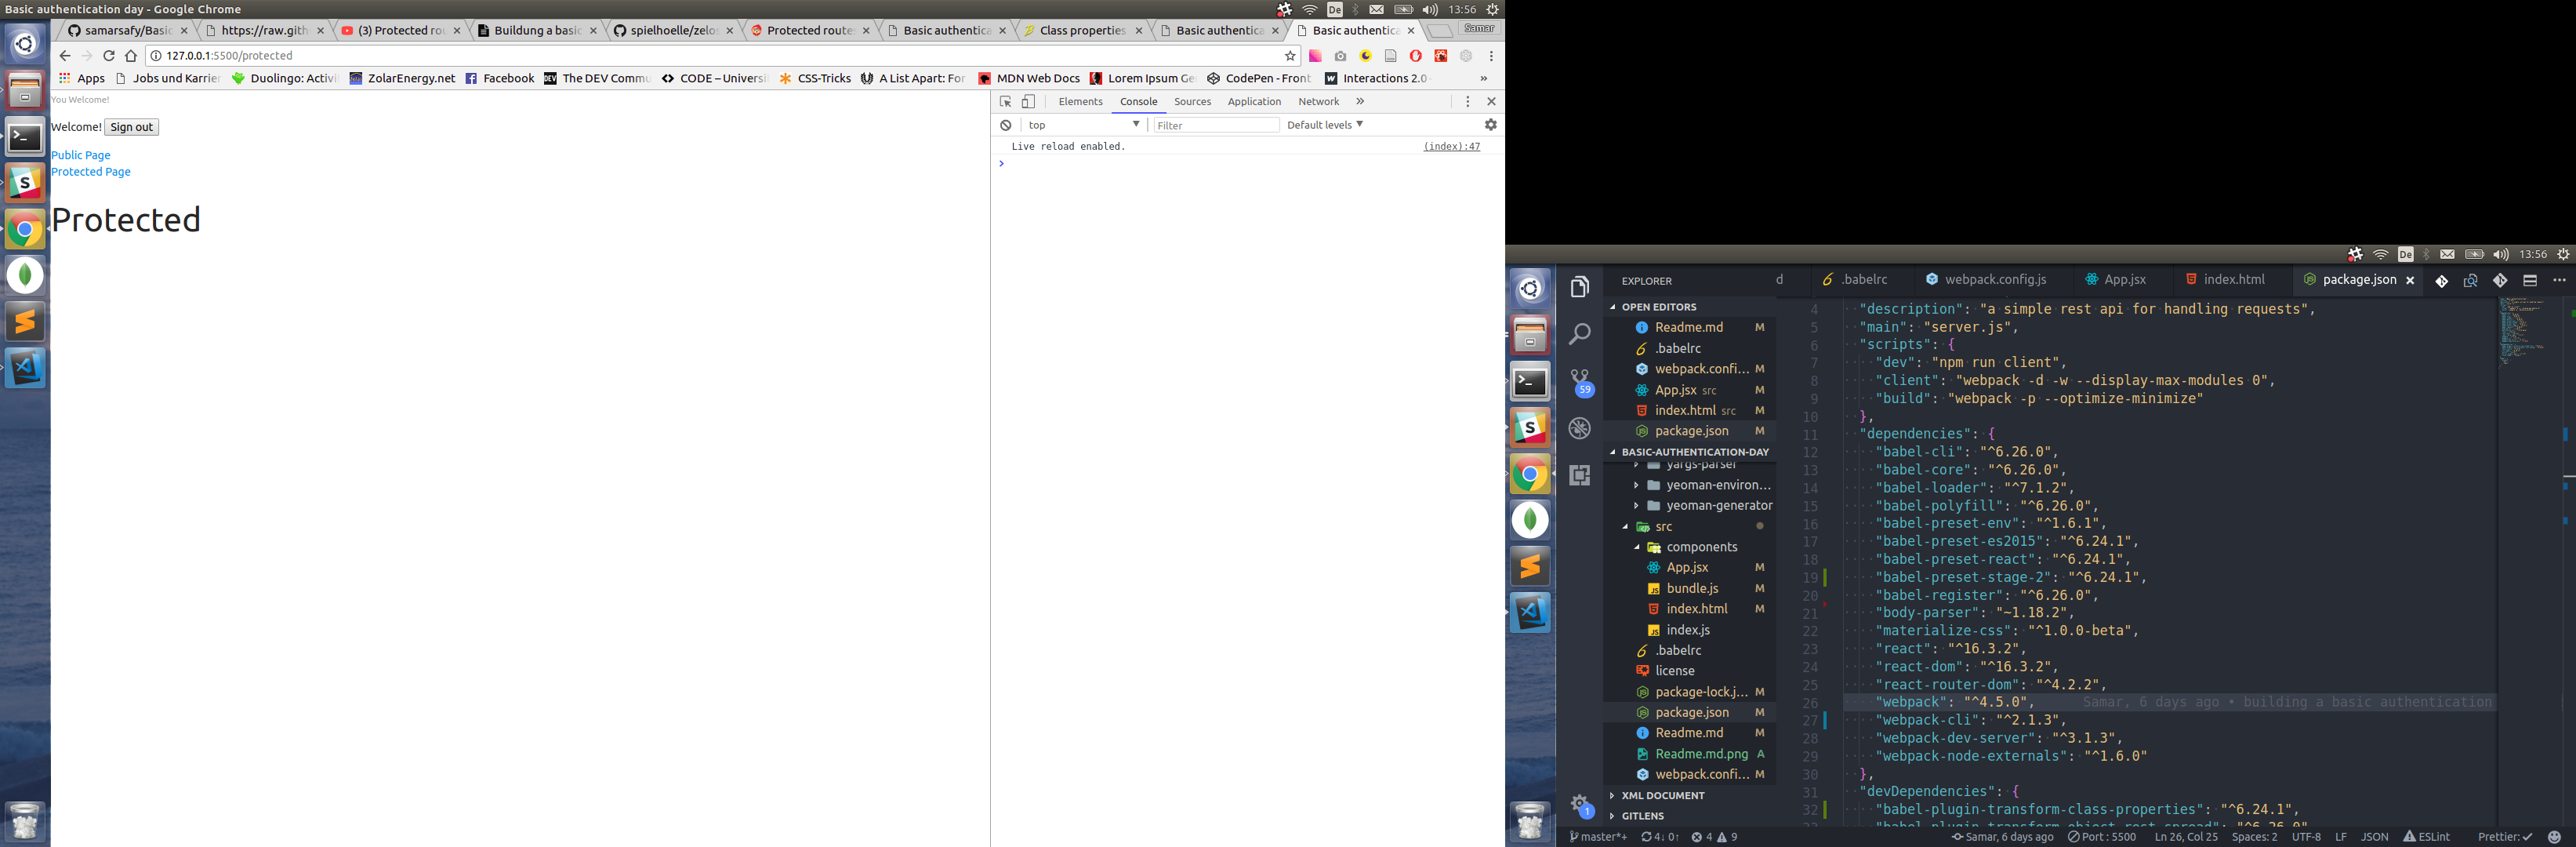 Basic authentication day - Google Chrome
De
13:56
samarsafy/Basic
https://raw.gith
(3) Protected rou
Buildung a basic
spielhoelle/zelos
Protected routes
Basic authentica
Class properties
Basic authentica
Basic authentica
Samar
127.0.0.1:5500/protected
Apps
Jobs und Karrier
Duolingo: Activi
ZolarEnergy.net
Facebook
The DEV Commu
CODE – Universi
CSS-Tricks
A List Apart: For
MDN Web Docs
Lorem Ipsum Ge
CodePen - Front
Interactions 2.0
»
You Welcome!
Welcome! Sign out
Public Page
Protected Page
Protected
Elements Console Sources Application Network »
top Filter Default levels
Live reload enabled. (index):47
>
De
13:56
EXPLORER
OPEN EDITORS
Readme.md M
.babelrc
webpack.confi... M
App.jsx src M
index.html src M
package.json M
BASIC-AUTHENTICATION-DAY
yargs-parser
yeoman-environ...
yeoman-generator
src
components
App.jsx M
bundle.js M
index.html M
index.js
.babelrc
license
package-lock.j... M
package.json M
Readme.md M
Readme.md.png A
webpack.confi... M
XML DOCUMENT
GITLENS
59
1
d .babelrc webpack.config.js App.jsx index.html package.json
4 "description": "a simple rest api for handling requests",
5 "main": "server.js",
6 "scripts": {
7 "dev": "npm run client",
8 "client": "webpack -d -w --display-max-modules 0",
9 "build": "webpack -p --optimize-minimize"
10 },
11 "dependencies": {
12 "babel-cli": "^6.26.0",
13 "babel-core": "^6.26.0",
14 "babel-loader": "^7.1.2",
15 "babel-polyfill": "^6.26.0",
16 "babel-preset-env": "^1.6.1",
17 "babel-preset-es2015": "^6.24.1",
18 "babel-preset-react": "^6.24.1",
19 "babel-preset-stage-2": "^6.24.1",
20 "babel-register": "^6.26.0",
21 "body-parser": "~1.18.2",
22 "materialize-css": "^1.0.0-beta",
23 "react": "^16.3.2",
24 "react-dom": "^16.3.2",
25 "react-router-dom": "^4.2.2",
26 "webpack": "^4.5.0", Samar, 6 days ago • building a basic authentication
27 "webpack-cli": "^2.1.3",
28 "webpack-dev-server": "^3.1.3",
29 "webpack-node-externals": "^1.6.0"
30 },
31 "devDependencies": {
32 "babel-plugin-transform-class-properties": "^6.24.1",
master*+ 4↓ 0↑ 4 9 Samar, 6 days ago Port : 5500 Ln 26, Col 25 Spaces: 2 UTF-8 LF JSON ESLint Prettier: ✓